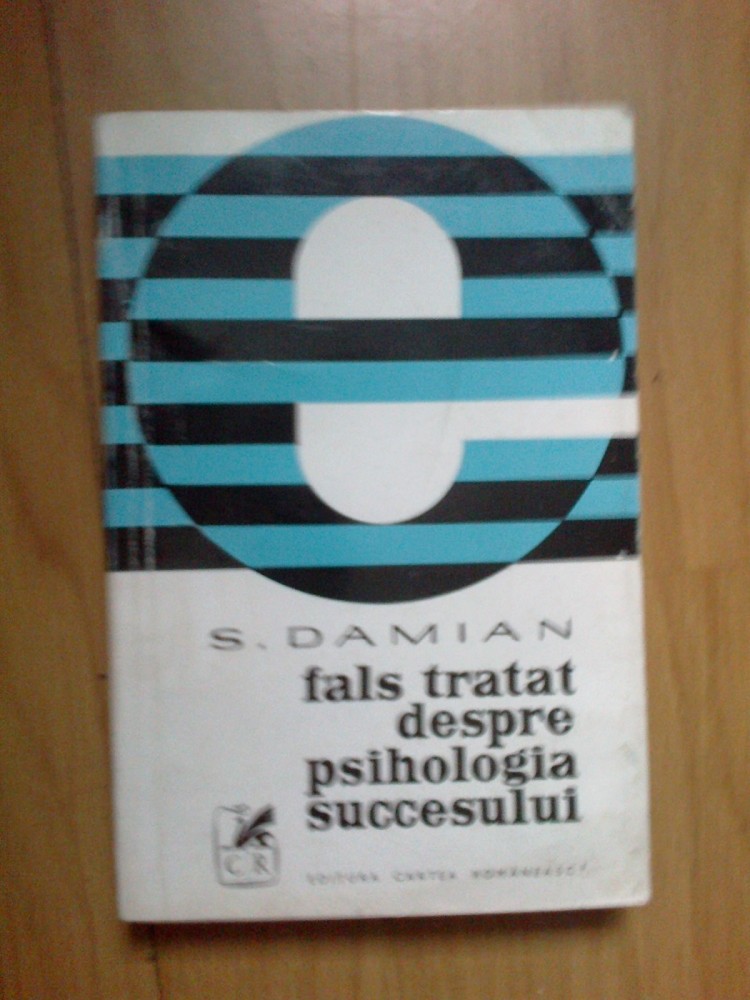 S. DAMIAN
fals tratat
despre
psihologia
succesului
CR
EDITURA CARTEA ROMÂNEASCĂ